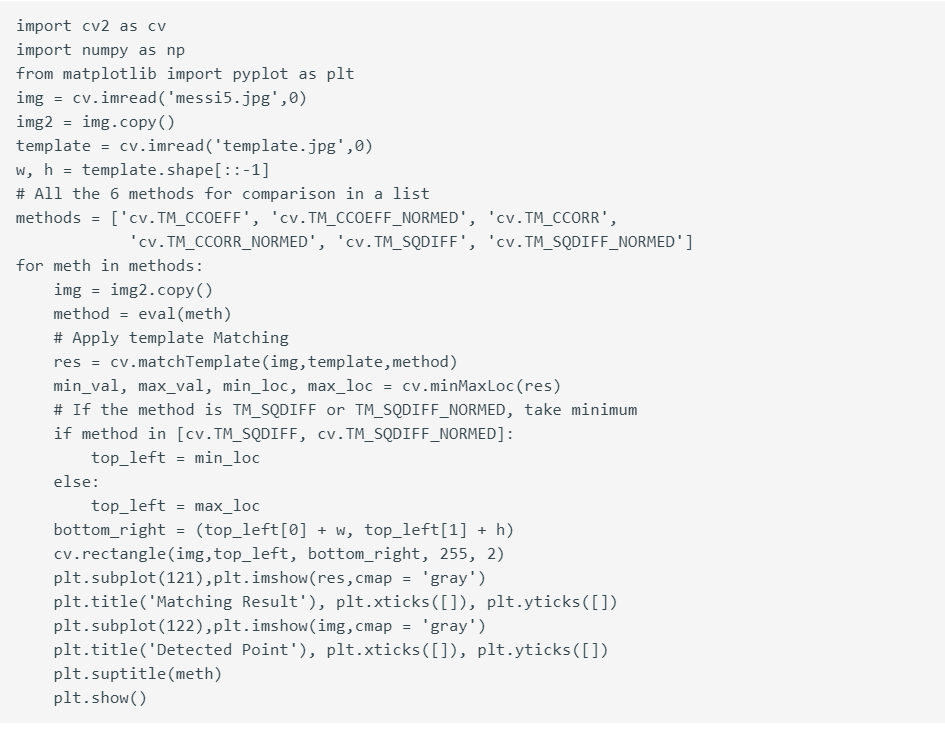 import cv2 as cv
import numpy as np
from matplotlib import pyplot as plt
img = cv.imread('messi5.jpg',0)
img2 = img.copy()
template = cv.imread('template.jpg',0)
w, h = template.shape[::-1]
# All the 6 methods for comparison in a list
methods = ['cv.TM_CCOEFF', 'cv.TM_CCOEFF_NORMED', 'cv.TM_CCORR',
            'cv.TM_CCORR_NORMED', 'cv.TM_SQDIFF', 'cv.TM_SQDIFF_NORMED']
for meth in methods:
    img = img2.copy()
    method = eval(meth)
    # Apply template Matching
    res = cv.matchTemplate(img,template,method)
    min_val, max_val, min_loc, max_loc = cv.minMaxLoc(res)
    # If the method is TM_SQDIFF or TM_SQDIFF_NORMED, take minimum
    if method in [cv.TM_SQDIFF, cv.TM_SQDIFF_NORMED]:
        top_left = min_loc
    else:
        top_left = max_loc
    bottom_right = (top_left[0] + w, top_left[1] + h)
    cv.rectangle(img,top_left, bottom_right, 255, 2)
    plt.subplot(121),plt.imshow(res,cmap = 'gray')
    plt.title('Matching Result'), plt.xticks([]), plt.yticks([])
    plt.subplot(122),plt.imshow(img,cmap = 'gray')
    plt.title('Detected Point'), plt.xticks([]), plt.yticks([])
    plt.suptitle(meth)
    plt.show()